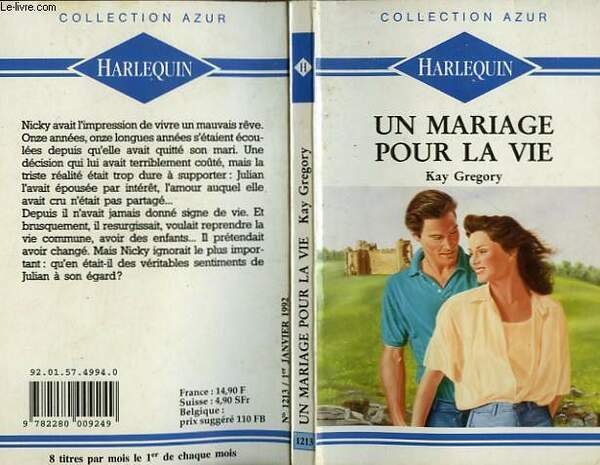 Le-livre.com
COLLECTION AZUR
HARLEQUIN
Nicky avait l'impression de vivre un mauvais rêve.
Onze années, onze longues années s'étaient écou-
lées depuis qu'elle avait quitté son mari. Une
décision qui lui avait terriblement coûté, mais la
triste réalité était trop dure à supporter : Julian
l'avait épousée par intérêt, l'amour auquel elle
avait cru n'était pas partagé...
Depuis il n'avait jamais donné signe de vie. Et
brusquement, il resurgissait, voulait reprendre la
vie commune, avoir des enfants... Il prétendait
avoir changé. Mais Nicky ignorait le plus impor-
tant : qu'en était-il des véritables sentiments de
Julian à son égard?
92.01.57.4994.0
9 782280 009249
France : 14,90 F
Suisse : 4,90 SFr
Belgique :
prix suggéré 110 FB
8 titres par mois le 1er de chaque mois
H
N° 1213 / 1er JANVIER 1992
UN MARIAGE POUR LA VIE Kay Gregory
1213
COLLECTION AZUR
HARLEQUIN
UN MARIAGE
POUR LA VIE
Kay Gregory